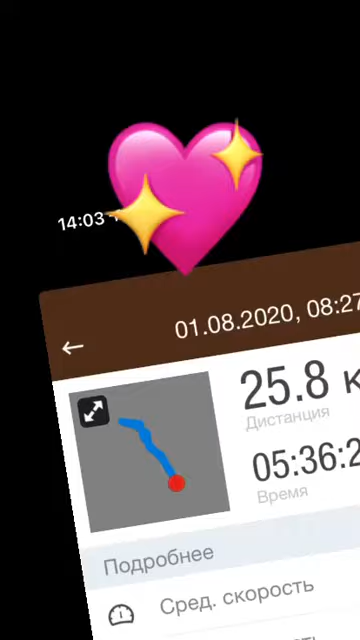 14:03
01.08.2020, 08:27
25.8 к
Дистанция
05:36:2
Время
Подробнее
Сред. скорость